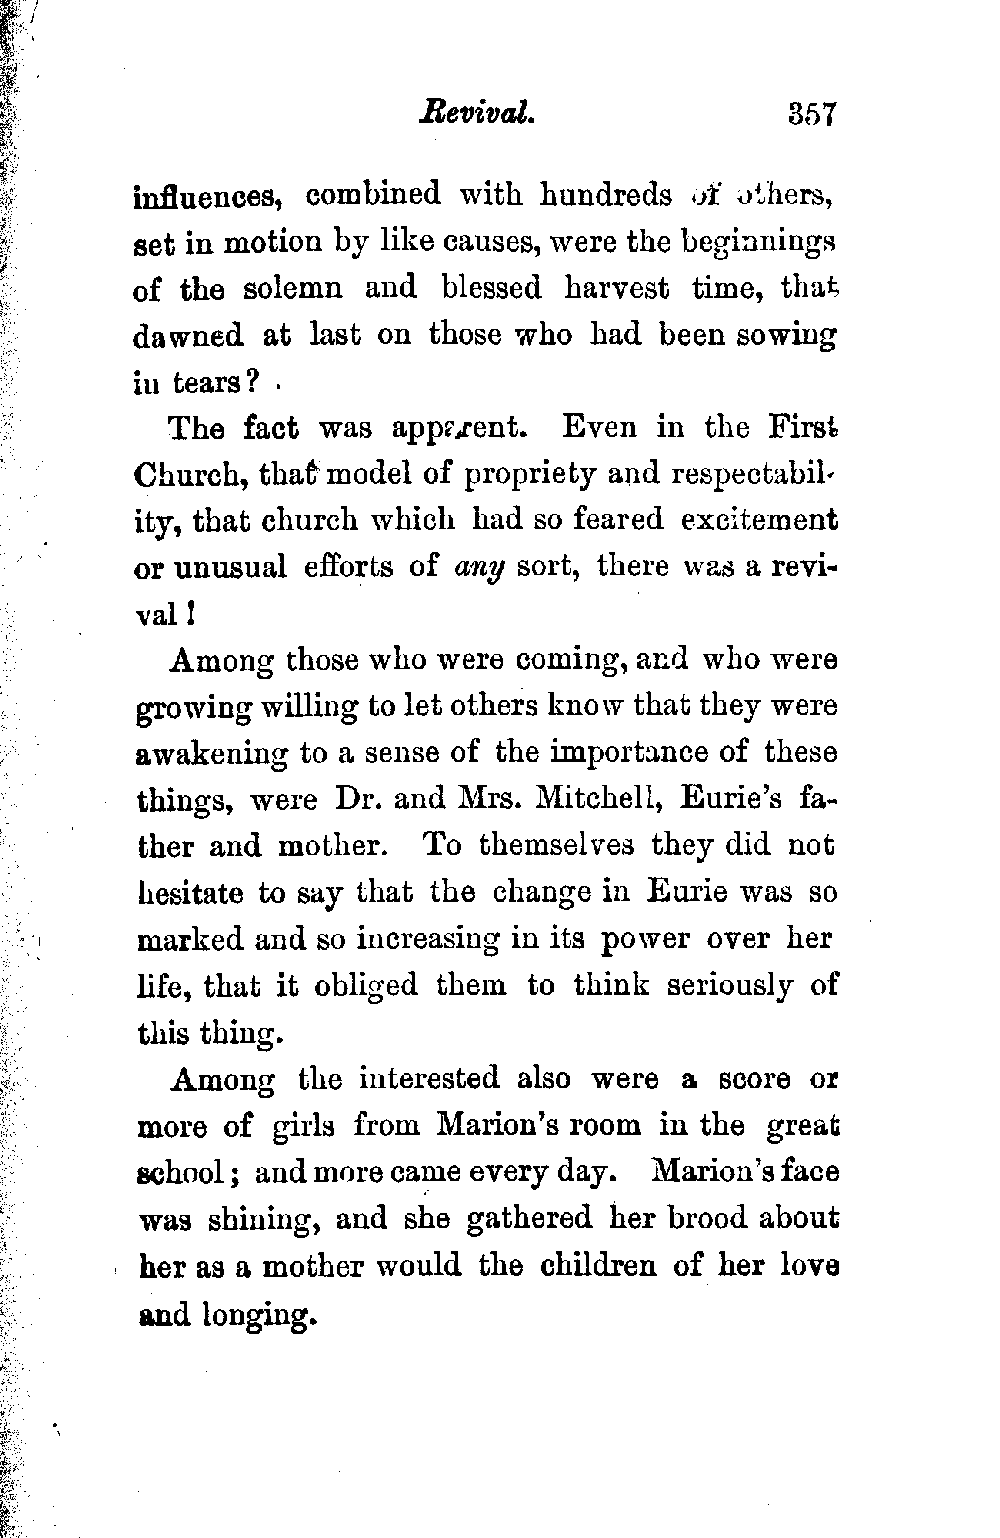 Revival. 357
influences, combined with hundreds of others,
set in motion by like causes, were the beginnings
of the solemn and blessed harvest time, that
dawned at last on those who had been sowing
in tears?
The fact was apparent. Even in the First
Church, that model of propriety and respectabil-
ity, that church which had so feared excitement
or unusual efforts of any sort, there was a revi-
val!
Among those who were coming, and who were
growing willing to let others know that they were
awakening to a sense of the importance of these
things, were Dr. and Mrs. Mitchell, Eurie's fa-
ther and mother. To themselves they did not
hesitate to say that the change in Eurie was so
marked and so increasing in its power over her
life, that it obliged them to think seriously of
this thing.
Among the interested also were a score or
more of girls from Marion's room in the great
school; and more came every day. Marion's face
was shining, and she gathered her brood about
her as a mother would the children of her love
and longing.